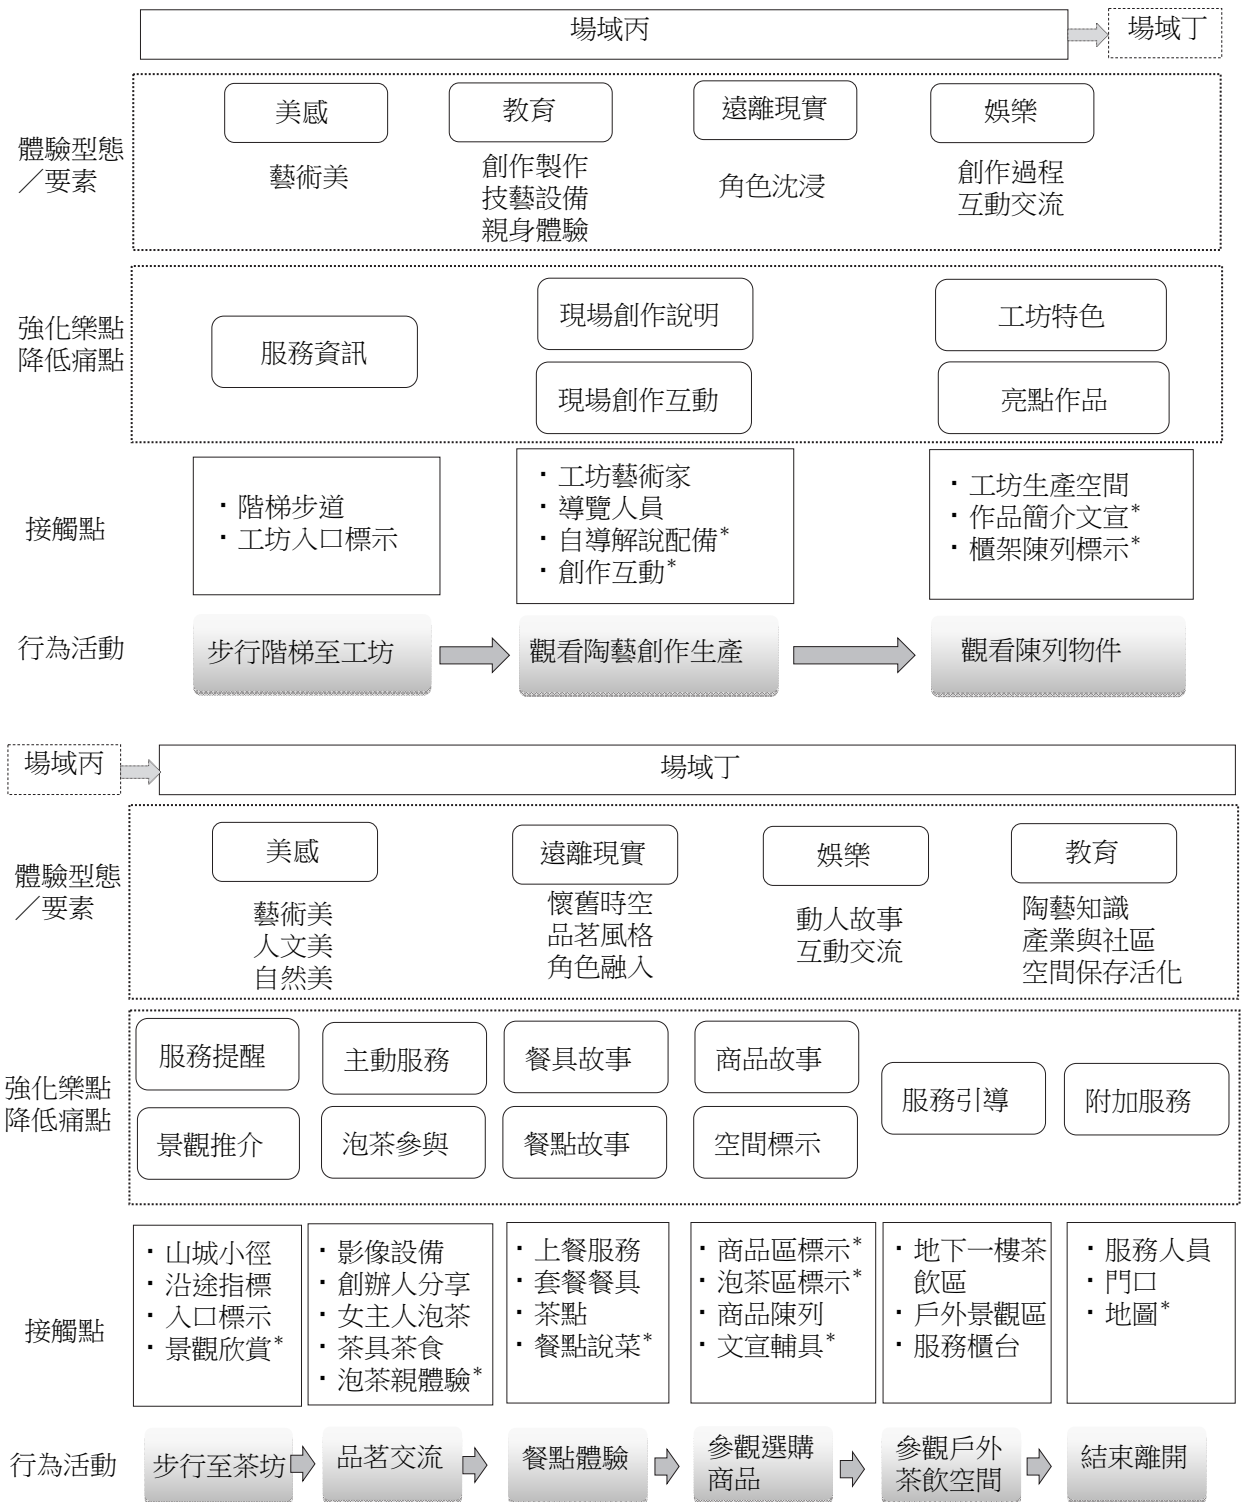 場域丙
場域丁
體驗型態
／要素
美感
教育
遠離現實
娛樂
藝術美
創作製作
技藝設備
親身體驗
角色沈浸
創作過程
互動交流
強化樂點
降低痛點
服務資訊
現場創作說明
現場創作互動
工坊特色
亮點作品
接觸點
・階梯步道
・工坊入口標示
・工坊藝術家
・導覽人員
・自導解說配備*
・創作互動*
・工坊生產空間
・作品簡介文宣*
・櫃架陳列標示*
行為活動
步行階梯至工坊
觀看陶藝創作生產
觀看陳列物件
場域丙
場域丁
體驗型態
／要素
美感
遠離現實
娛樂
教育
藝術美
人文美
自然美
懷舊時空
品茗風格
角色融入
動人故事
互動交流
陶藝知識
產業與社區
空間保存活化
強化樂點
降低痛點
服務提醒
主動服務
餐具故事
商品故事
服務引導
附加服務
景觀推介
泡茶參與
餐點故事
空間標示
接觸點
・山城小徑
・沿途指標
・入口標示
・景觀欣賞*
・影像設備
・創辦人分享
・女主人泡茶
・茶具茶食
・泡茶親體驗*
・上餐服務
・套餐餐具
・茶點
・餐點說菜*
・商品區標示*
・泡茶區標示*
・商品陳列
・文宣輔具*
・地下一樓茶
飲區
・戶外景觀區
・服務櫃台
・服務人員
・門口
・地圖*
行為活動
步行至茶坊
品茗交流
餐點體驗
參觀選購
商品
參觀戶外
茶飲空間
結束離開